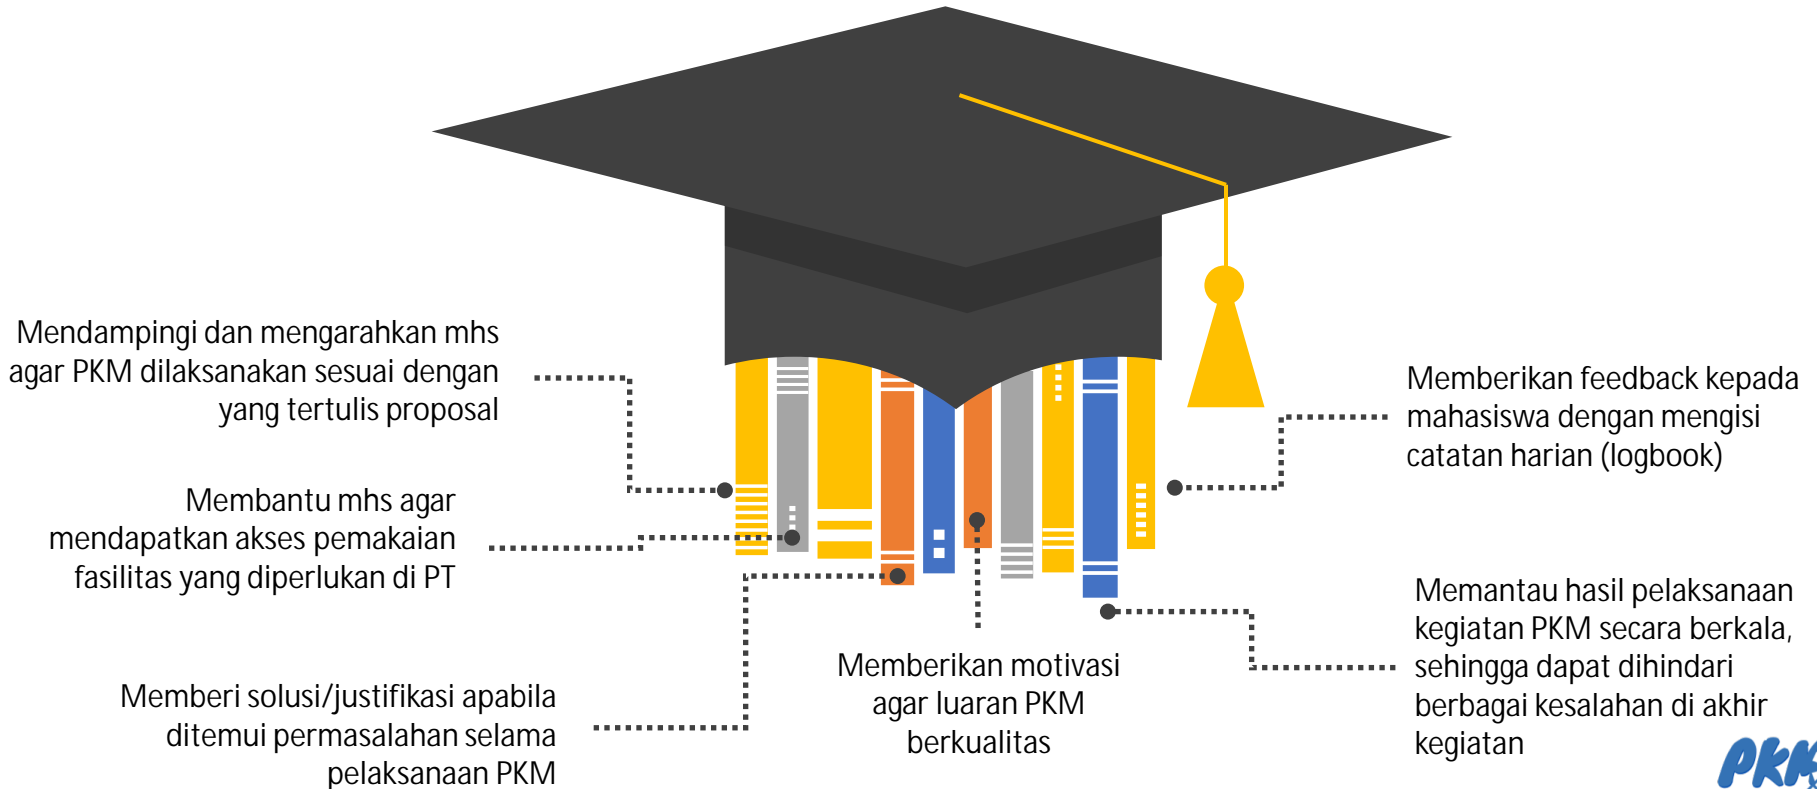 Mendampingi dan mengarahkan mhs
agar PKM dilaksanakan sesuai dengan
yang tertulis proposal
Membantu mhs agar
mendapatkan akses pemakaian
fasilitas yang diperlukan di PT
Memberi solusi/justifikasi apabila
ditemui permasalahan selama
pelaksanaan PKM
Memberikan motivasi
agar luaran PKM
berkualitas
Memberikan feedback kepada
mahasiswa dengan mengisi
catatan harian (logbook)
Memantau hasil pelaksanaan
kegiatan PKM secara berkala,
sehingga dapat dihindari
berbagai kesalahan di akhir
kegiatan
PKM